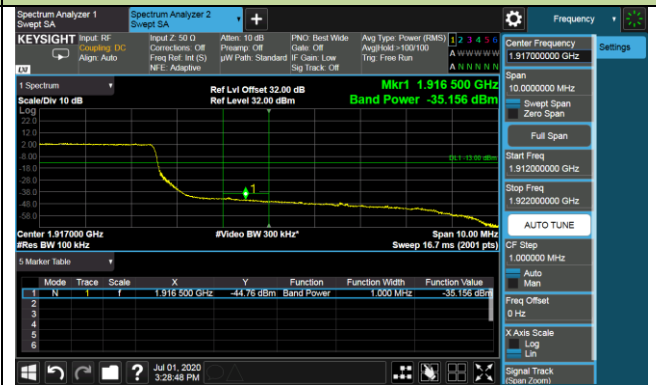 Spectrum Analyzer 1
Swept SA
Spectrum Analyzer 2
Swept SA
+
Frequency
KEYSIGHT
Input: RF
Coupling: DC
Align: Auto
Input Z: 50 Ω
Corrections: Off
Freq Ref: Int (S)
NFE: Adaptive
Atten: 10 dB
Preamp: Off
µW Path: Standard
PNO: Best Wide
Gate: Off
IF Gain: Low
Sig Track: Off
Avg Type: Power (RMS)
Avg|Hold:>100/100
Trig: Free Run
1 2 3 4 5 6
A W W W W W
A N N N N N
LXI
1 Spectrum
Scale/Div 10 dB
Log
Ref Lvl Offset 32.00 dB
Ref Level 32.00 dBm
Mkr1 1.916 500 GHz
Band Power -35.156 dBm
22.0
12.0
2.00
-8.00
-18.0
-28.0
-38.0
-48.0
-58.0
DL1 -13.00 dBm
1
Center 1.917000 GHz
#Res BW 100 kHz
#Video BW 300 kHz*
Span 10.00 MHz
Sweep 16.7 ms (2001 pts)
5 Marker Table
Mode Trace Scale X Y Function Function Width Function Value
1 N 1 f 1.916 500 GHz -44.76 dBm Band Power 1.000 MHz -35.156 dBm
2
3
4
5
6
Jul 01, 2020
3:28:48 PM
Center Frequency
1.917000000 GHz
Settings
Span
10.0000000 MHz
Swept Span
Zero Span
Full Span
Start Freq
1.912000000 GHz
Stop Freq
1.922000000 GHz
AUTO TUNE
CF Step
1.000000 MHz
Auto
Man
Freq Offset
0 Hz
X Axis Scale
Log
Lin
Signal Track
(Span Zoom)